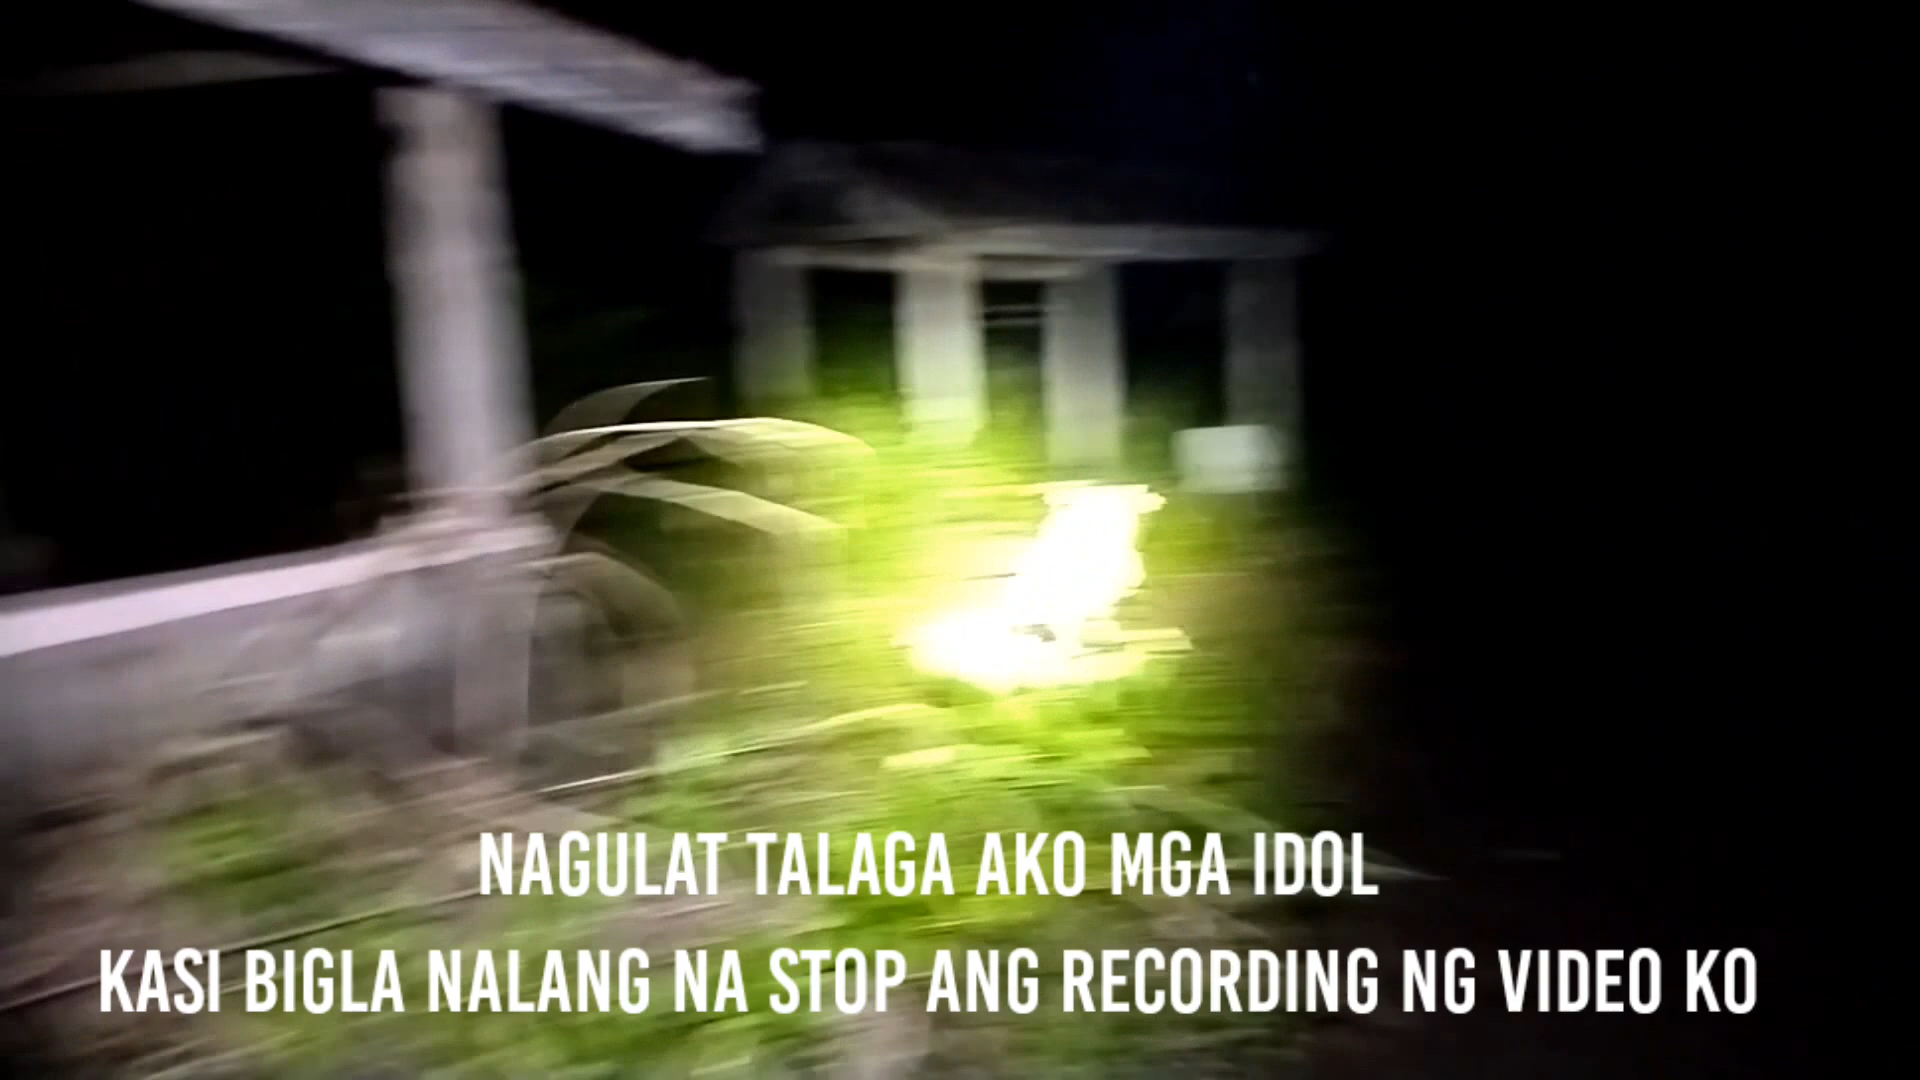 NAGULAT TALAGA AKO MGA IDOL
KASI BIGLA NALANG NA STOP ANG RECORDING NG VIDEO KO